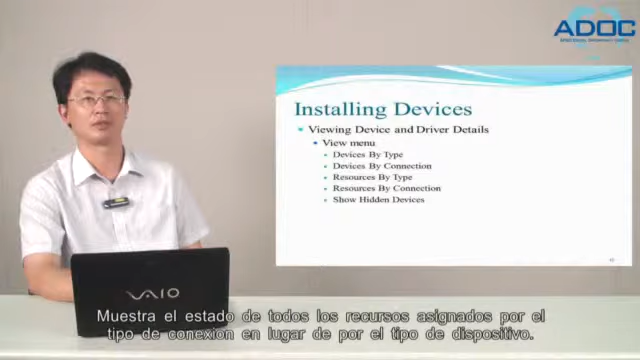 ADOC
Installing Devices
Viewing Device and Driver Details
View menu
Devices By Type
Devices By Connection
Resources By Type
Resources By Connection
Show Hidden Devices
VAIO
Muestra el estado de todos los recursos asignados por el
tipo de conexion en lugar de por el tipo de dispositivo.